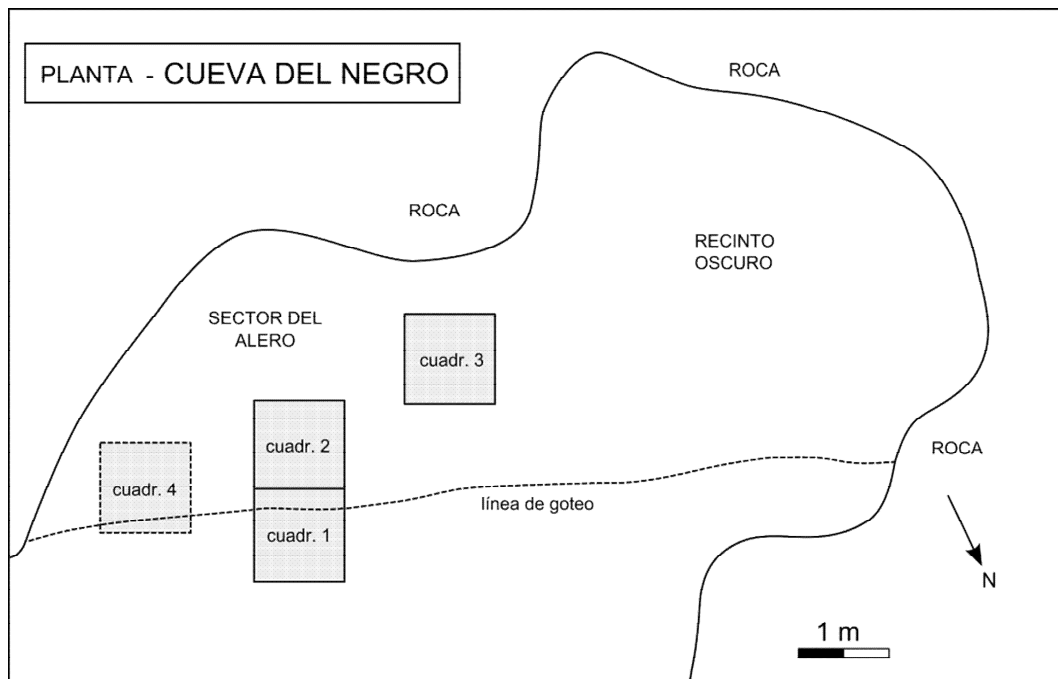 PLANTA - CUEVA DEL NEGRO
ROCA
ROCA
RECINTO
OSCURO
SECTOR DEL
ALERO
cuadr. 3
cuadr. 2
cuadr. 4
línea de goteo
cuadr. 1
ROCA
N
1 m